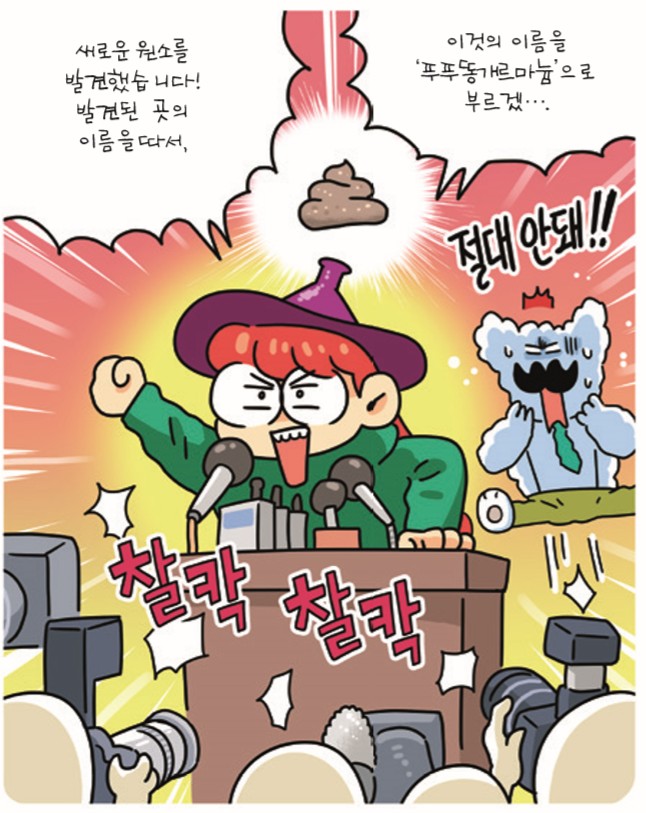 새로운 원소를
발견했습니다!
발견된 곳의
이름을따서,
이것의 이름을
'푸푸똥개르마늄'으로
부르겠….
절대 안돼!!
찰칵 찰칵